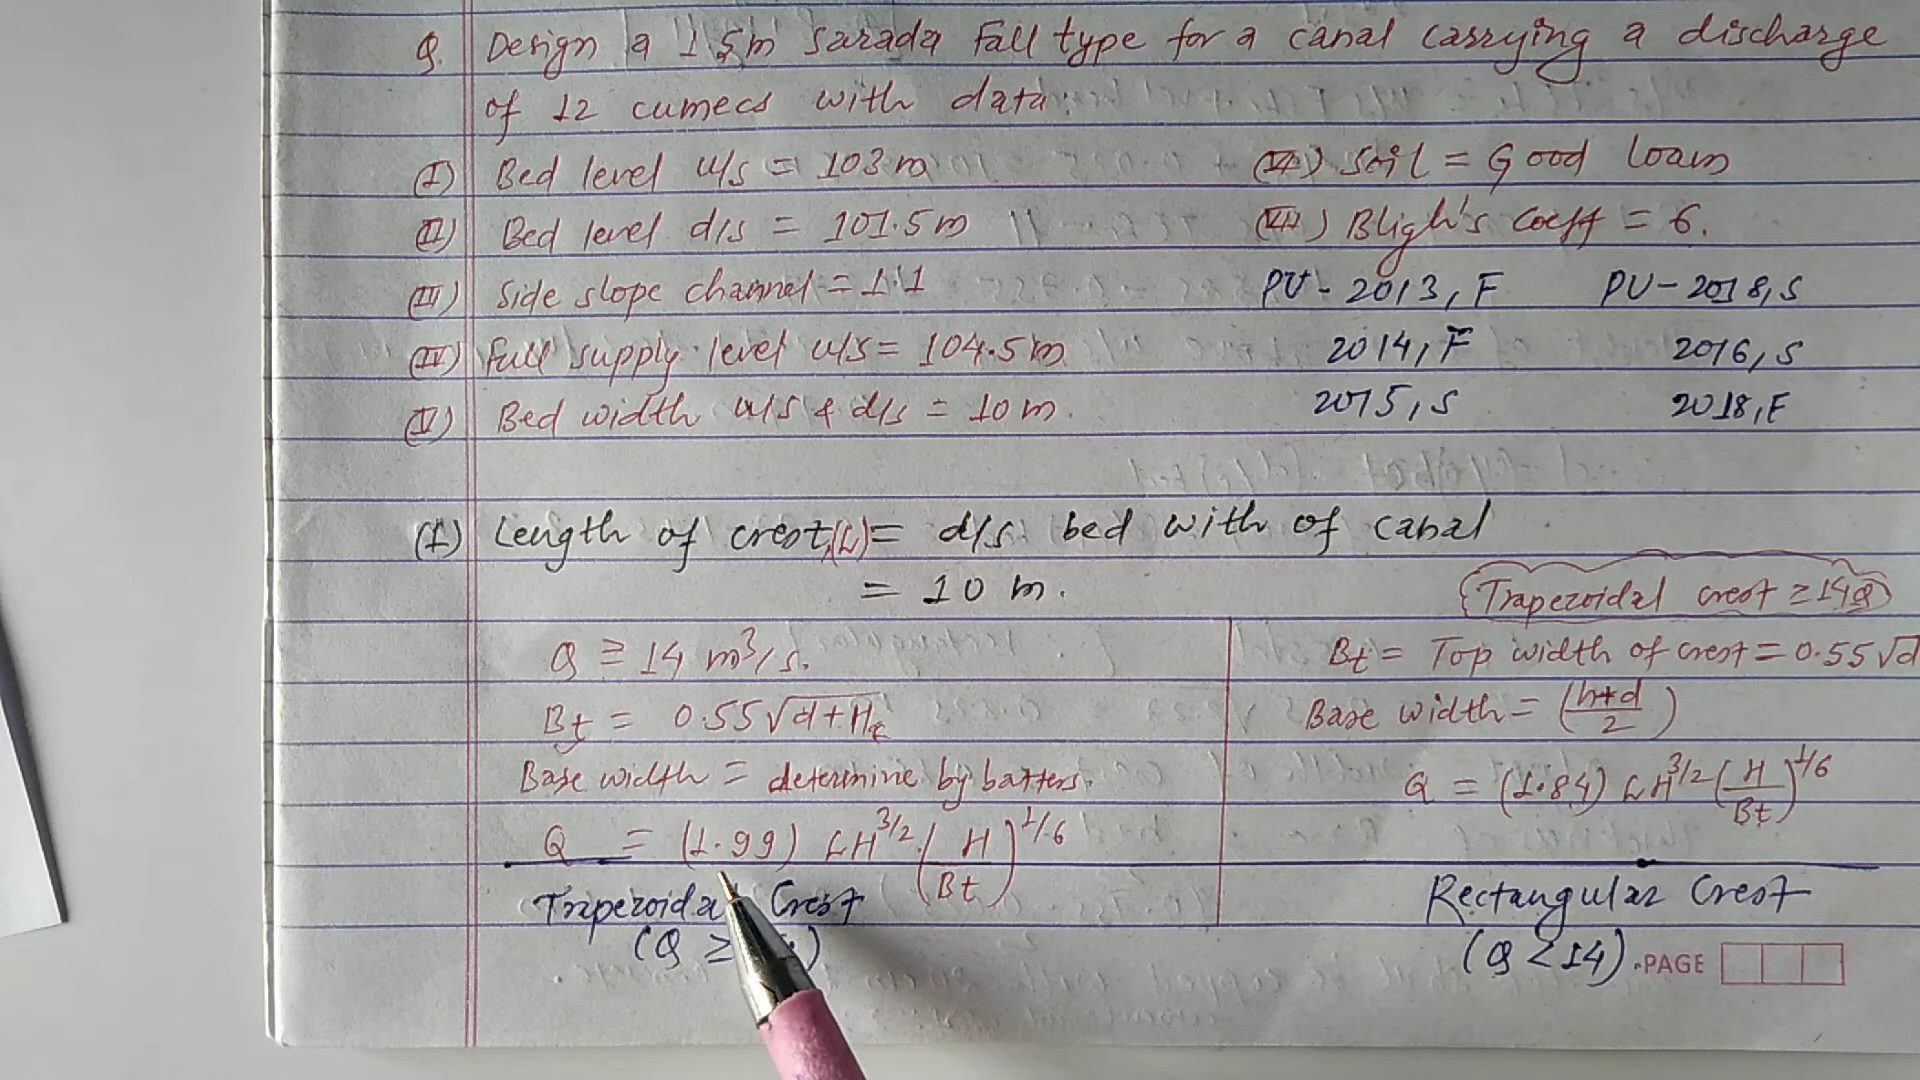 Q. Design a 1.5m Sarada Fall type for a canal carrying a discharge
of 12 cumecs with data:
(I) Bed level u/s = 103 m
(II) Bed level d/s = 101.5m
(III) Side slope channel = 1:1
(IV) Full supply level u/s = 104.5 m
(V) Bed width u/s & d/s = 10 m.
(VI) Soil = Good loam
(VII) Bligh's Coeff = 6.
PU - 2013, F PU - 2018, S
2014, F 2016, S
2015, S 2018, F
(1) Length of crest, (L) = d/s bed with of canal
= 10 m.
Trapezoidal crest ≥ 14Q
Q ≥ 14 m³/s.
Bt = 0.55√d+H
Base width = determine by batters.
Q = (1.99) LH^3/2 (H/Bt)^1/6
Trapezoidal Crest
(Q ≥
Bt = Top width of crest = 0.55√d
Base width = (h+d/2)
Q = (1.84) LH^3/2 (H/Bt)^1/6
Rectangular Crest
(Q < 14).
PAGE